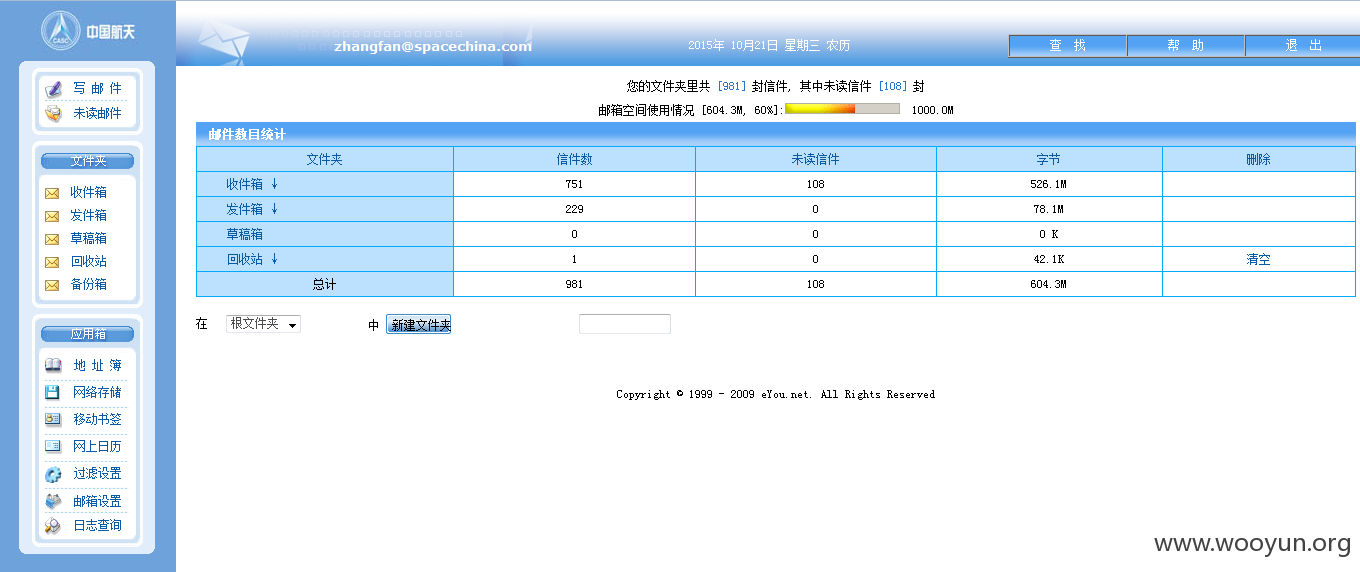 中国航天
CASC
zhangfan@spacechina.com
2015年 10月21日 星期三 农历
查 找
帮 助
退 出
写 邮 件
未读邮件
文件夹
收件箱
发件箱
草稿箱
回收站
备份箱
应用箱
地 址 簿
网络存储
移动书签
网上日历
过滤设置
邮箱设置
日志查询
您的文件夹里共 [981] 封信件, 其中未读信件 [108] 封
邮箱空间使用情况 [604.3M, 60%]: 1000.0M
邮件数目统计
文件夹 信件数 未读信件 字节 删除
收件箱 ↓ 751 108 526.1M
发件箱 ↓ 229 0 78.1M
草稿箱 0 0 0 K
回收站 ↓ 1 0 42.1K 清空
总计 981 108 604.3M
在 根文件夹 中 新建文件夹
Copyright © 1999 - 2009 eYou.net. All Rights Reserved
www.wooyun.org